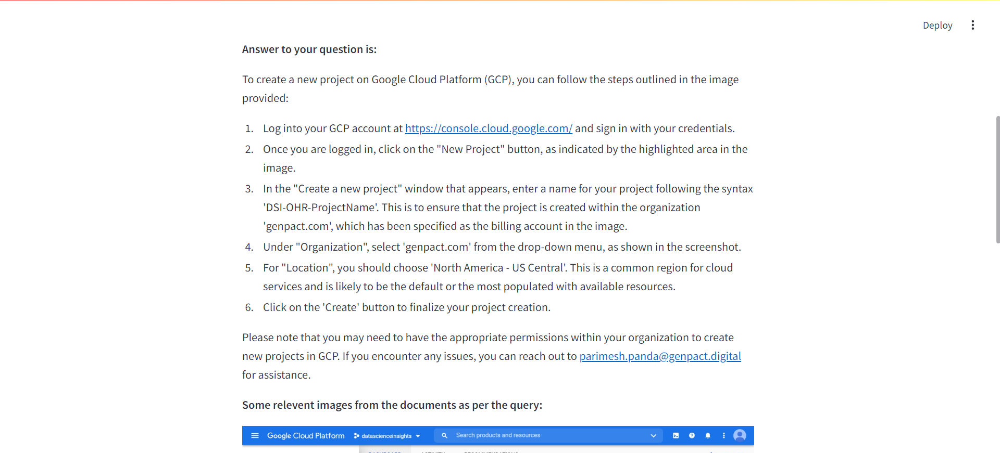 Deploy
Answer to your question is:
To create a new project on Google Cloud Platform (GCP), you can follow the steps outlined in the image
provided:
1. Log into your GCP account at https://console.cloud.google.com/ and sign in with your credentials.
2. Once you are logged in, click on the "New Project" button, as indicated by the highlighted area in the
image.
3. In the "Create a new project" window that appears, enter a name for your project following the syntax
'DSI-OHR-ProjectName'. This is to ensure that the project is created within the organization
'genpact.com', which has been specified as the billing account in the image.
4. Under "Organization", select 'genpact.com' from the drop-down menu, as shown in the screenshot.
5. For "Location", you should choose 'North America - US Central'. This is a common region for cloud
services and is likely to be the default or the most populated with available resources.
6. Click on the 'Create' button to finalize your project creation.
Please note that you may need to have the appropriate permissions within your organization to create
new projects in GCP. If you encounter any issues, you can reach out to parimesh.panda@genpact.digital
for assistance.
Some relevent images from the documents as per the query:
Google Cloud Platform datascienceinsights Search products and resources